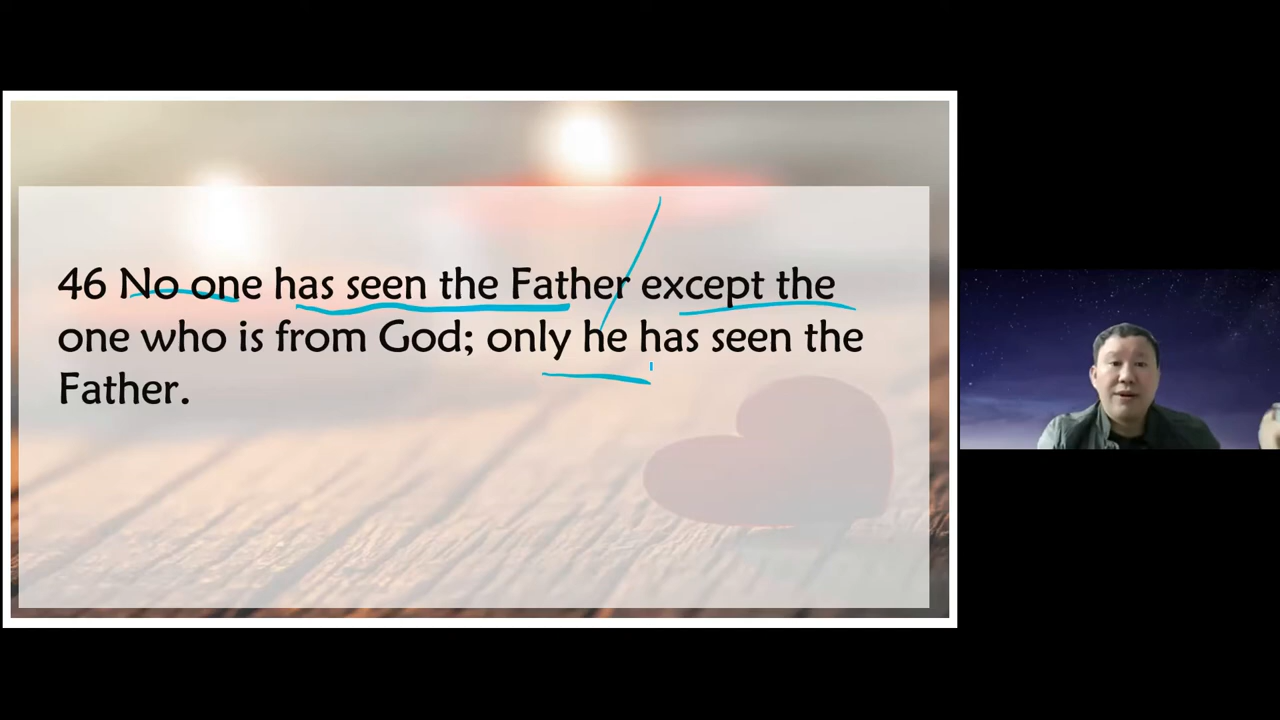 46 No one has seen the Father except the
one who is from God; only he has seen the
Father.